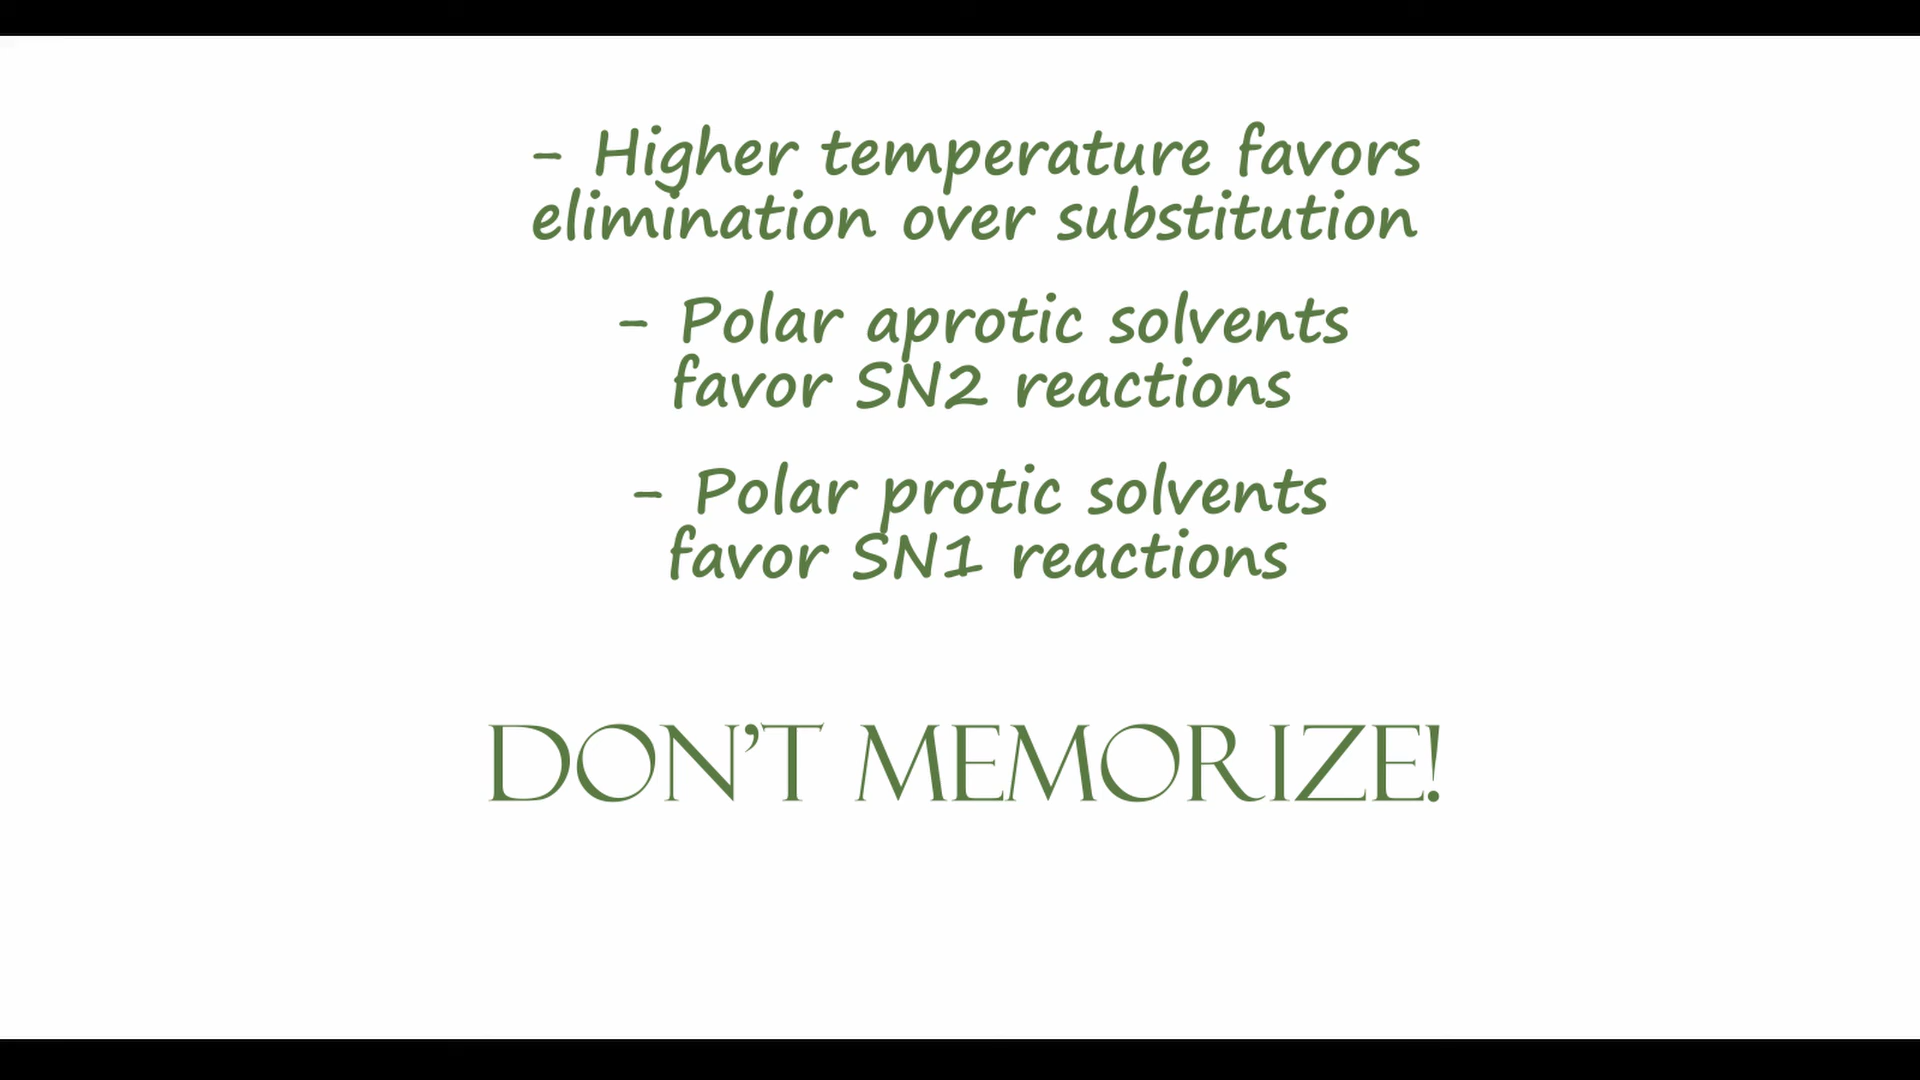 - Higher temperature favors
elimination over substitution
- Polar aprotic solvents
favor SN2 reactions
- Polar protic solvents
favor SN1 reactions
DON'T MEMORIZE!